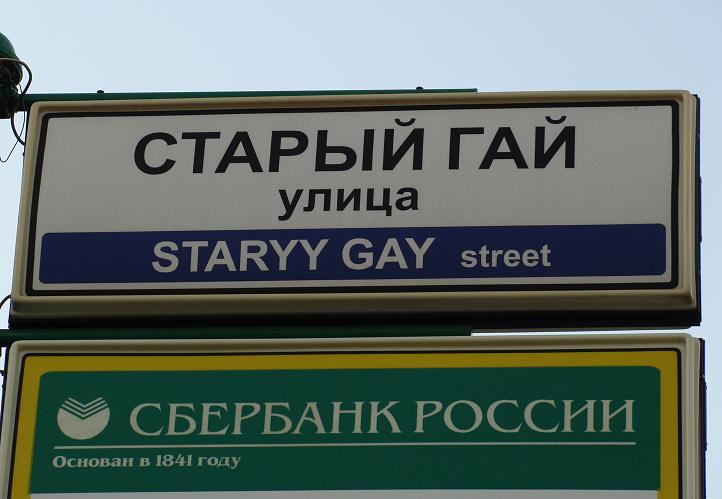 СТАРЫЙ ГАЙ
улица
STARYY GAY street
СБЕРБАНК РОССИИ
Основан в 1841 году